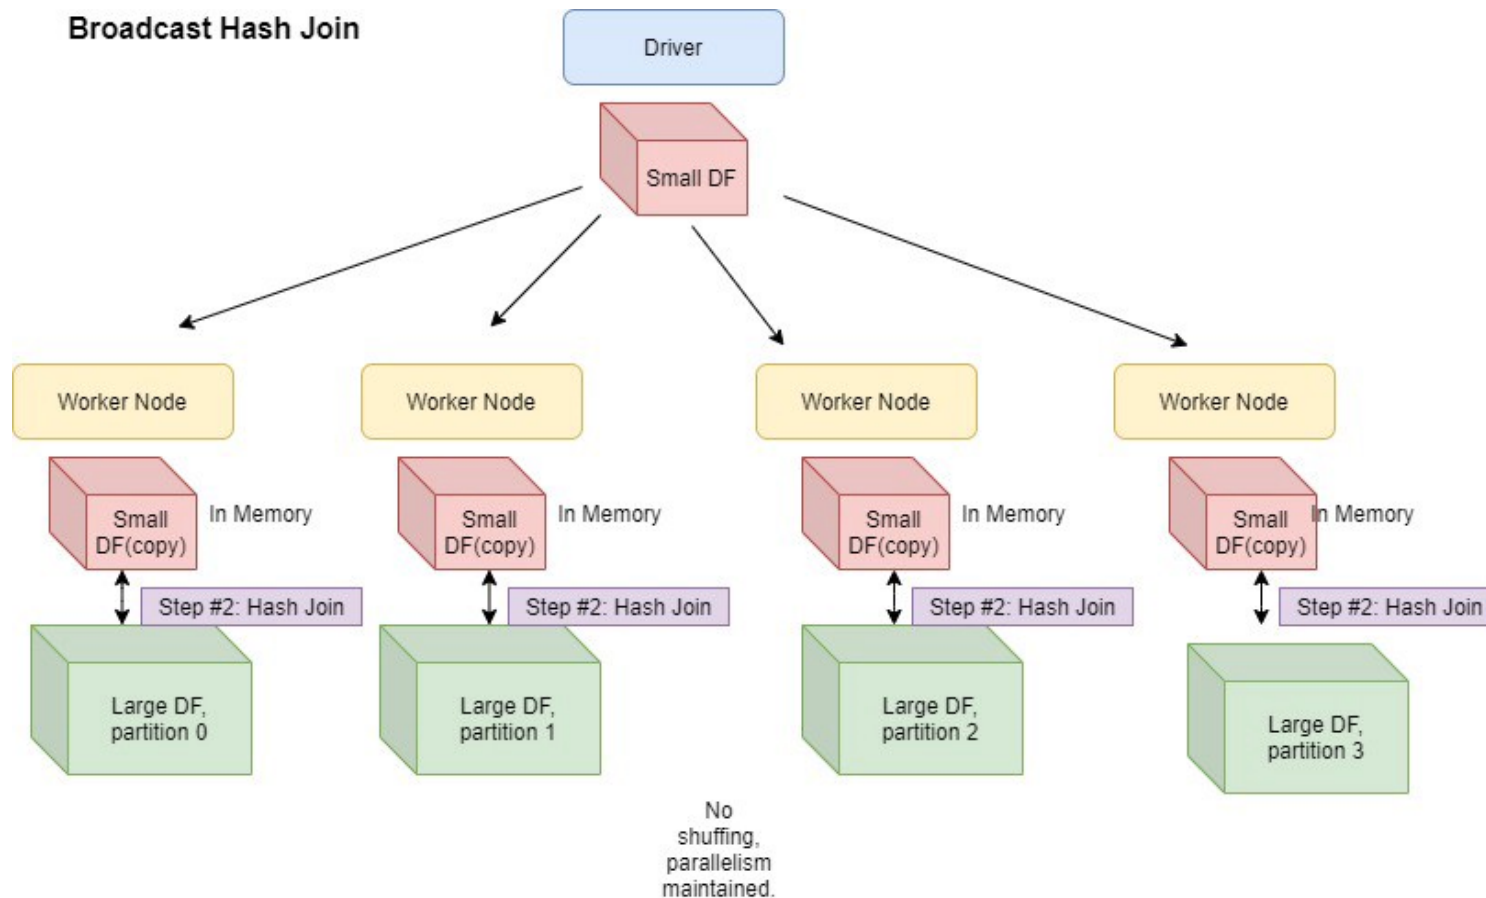 Broadcast Hash Join
Driver
Small DF
Worker Node
Worker Node
Worker Node
Worker Node
Small
DF(copy)
In Memory
Small
DF(copy)
In Memory
Small
DF(copy)
In Memory
Small
DF(copy)
In Memory
Step #2: Hash Join
Step #2: Hash Join
Step #2: Hash Join
Step #2: Hash Join
Large DF,
partition 0
Large DF,
partition 1
Large DF,
partition 2
Large DF,
partition 3
No
shuffing,
parallelism
maintained.